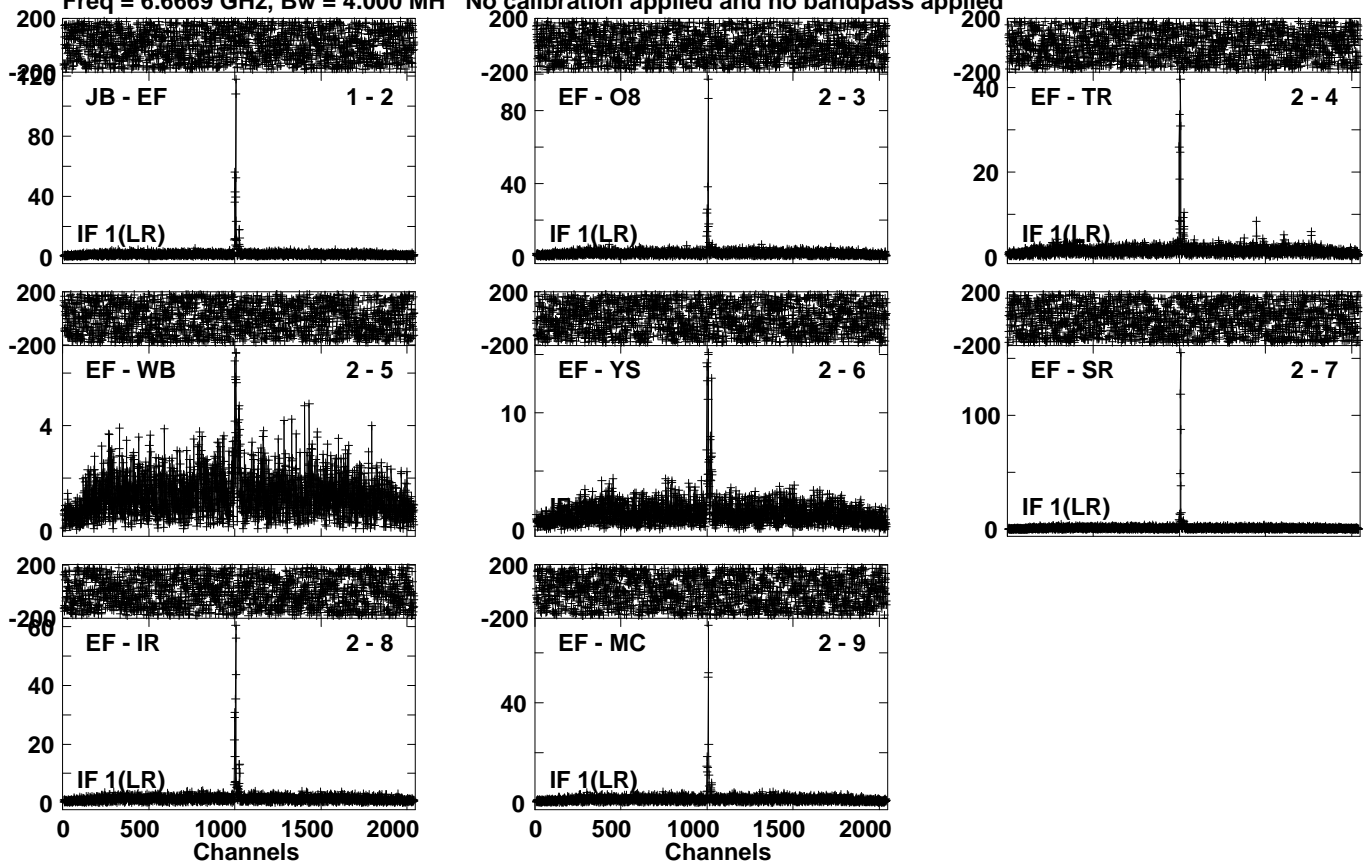 Freq = 6.6669 GHz, Bw = 4.000 MH No calibration applied and no bandpass applied
200 200 200
-200 -200 -200
120 40
JB - EF 1 - 2 EF - O8 2 - 3 EF - TR 2 - 4
80 80
20
40 40
IF 1(LR) IF 1(LR) IF 1(LR)
0 0 0
200 200 200
-200 -200 -200
EF - WB 2 - 5 EF - YS 2 - 6 EF - SR 2 - 7
4 10 100
IF 1(LR)
0 0 0
200 200
-200 -200
60
EF - IR 2 - 8 EF - MC 2 - 9
40 40
20
IF 1(LR) IF 1(LR)
0 0
0 500 1000 1500 2000 0 500 1000 1500 2000
Channels Channels